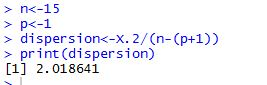 > n<-15
> p<-1
> dispersion<-X.2/(n-(p+1))
> print(dispersion)
[1] 2.018641
>